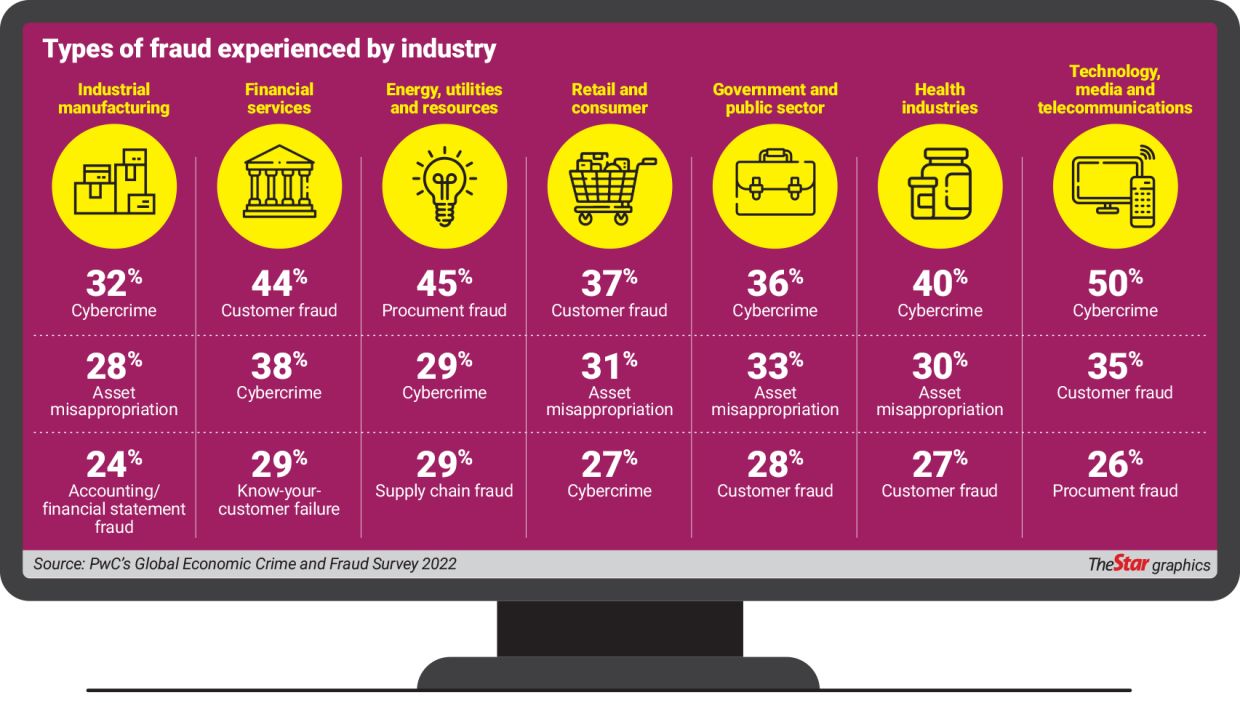 Types of fraud experienced by industry
Industrial
manufacturing
Financial
services
Energy, utilities
and resources
Retail and
consumer
Government and
public sector
Health
industries
Technology,
media and
telecommunications
32%
Cybercrime
44%
Customer fraud
45%
Procument fraud
37%
Customer fraud
36%
Cybercrime
40%
Cybercrime
50%
Cybercrime
28%
Asset
misappropriation
38%
Cybercrime
29%
Cybercrime
31%
Asset
misappropriation
33%
Asset
misappropriation
30%
Asset
misappropriation
35%
Customer fraud
24%
Accounting/
financial statement
fraud
29%
Know-your-
customer failure
29%
Supply chain fraud
27%
Cybercrime
28%
Customer fraud
27%
Customer fraud
26%
Procument fraud
Source: PwC’s Global Economic Crime and Fraud Survey 2022
TheStar graphics